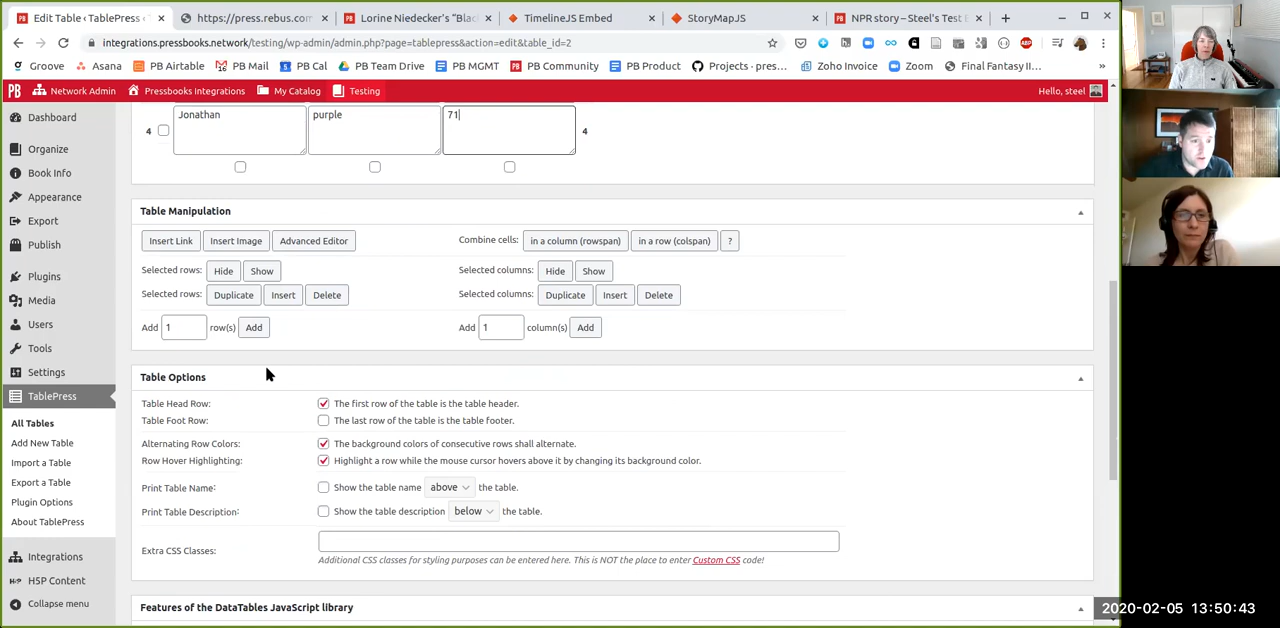 Edit Table ‹ TablePress ‹ T
https://press.rebus.com
Lorine Niedecker's "Blac
TimelineJS Embed
StoryMapJS
NPR story – Steel's Test B
integrations.pressbooks.network/testing/wp-admin/admin.php?page=tablepress&action=edit&table_id=2
Groove
Asana
PB Airtable
PB Mail
PB Cal
PB Team Drive
PB MGMT
PB Community
PB Product
Projects - pres...
Zoho Invoice
Zoom
Final Fantasy II...
PB
Network Admin
Pressbooks Integrations
My Catalog
Testing
Hello, steel
Dashboard
Organize
Book Info
Appearance
Export
Publish
Plugins
Media
Users
Tools
Settings
TablePress
All Tables
Add New Table
Import a Table
Export a Table
Plugin Options
About TablePress
Integrations
H5P Content
Collapse menu
4 Jonathan purple 71 4
Table Manipulation
Insert Link Insert Image Advanced Editor Combine cells: in a column (rowspan) in a row (colspan) ?
Selected rows: Hide Show Selected columns: Hide Show
Selected rows: Duplicate Insert Delete Selected columns: Duplicate Insert Delete
Add 1 row(s) Add Add 1 column(s) Add
Table Options
Table Head Row: The first row of the table is the table header.
Table Foot Row: The last row of the table is the table footer.
Alternating Row Colors: The background colors of consecutive rows shall alternate.
Row Hover Highlighting: Highlight a row while the mouse cursor hovers above it by changing its background color.
Print Table Name: Show the table name above the table.
Print Table Description: Show the table description below the table.
Extra CSS Classes:
Additional CSS classes for styling purposes can be entered here. This is NOT the place to enter Custom CSS code!
Features of the DataTables JavaScript library
2020-02-05 13:50:43